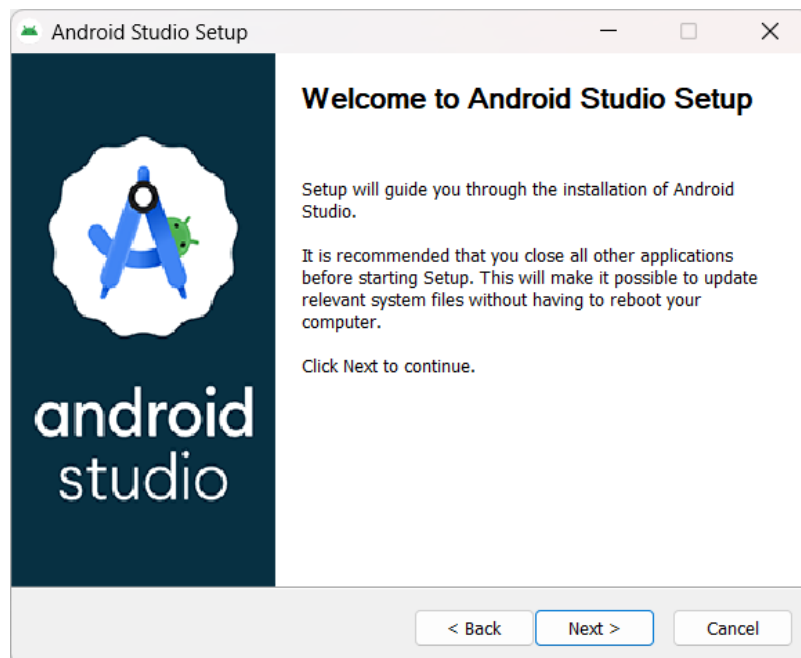 Android Studio Setup
Welcome to Android Studio Setup
Setup will guide you through the installation of Android
Studio.
It is recommended that you close all other applications
before starting Setup. This will make it possible to update
relevant system files without having to reboot your
computer.
Click Next to continue.
android
studio
< Back
Next >
Cancel